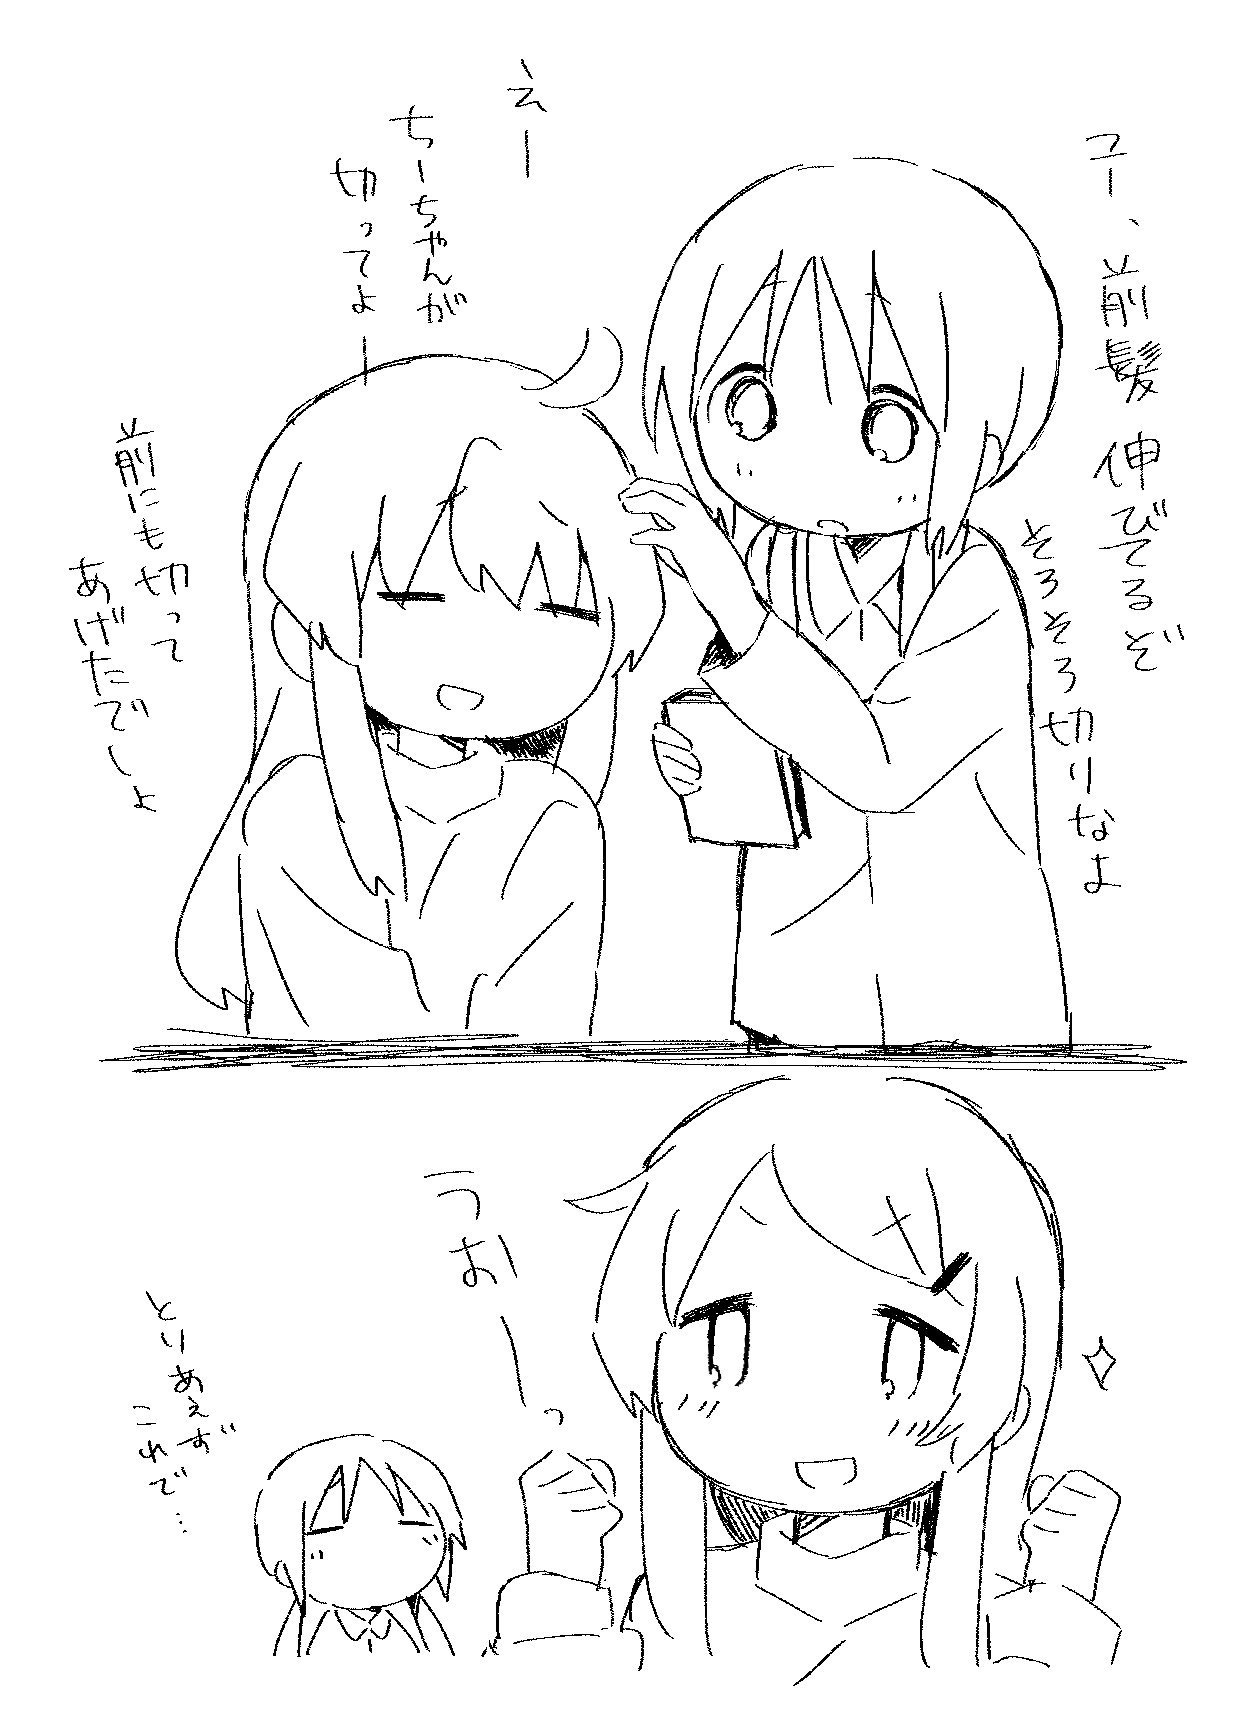 ユー、前髪伸びてるぞ
そろそろ切りなよ
えー
ちーちゃんが
切ってよー
前にも切って
あげたでしょ
うおーっ
とりあえず
これで…